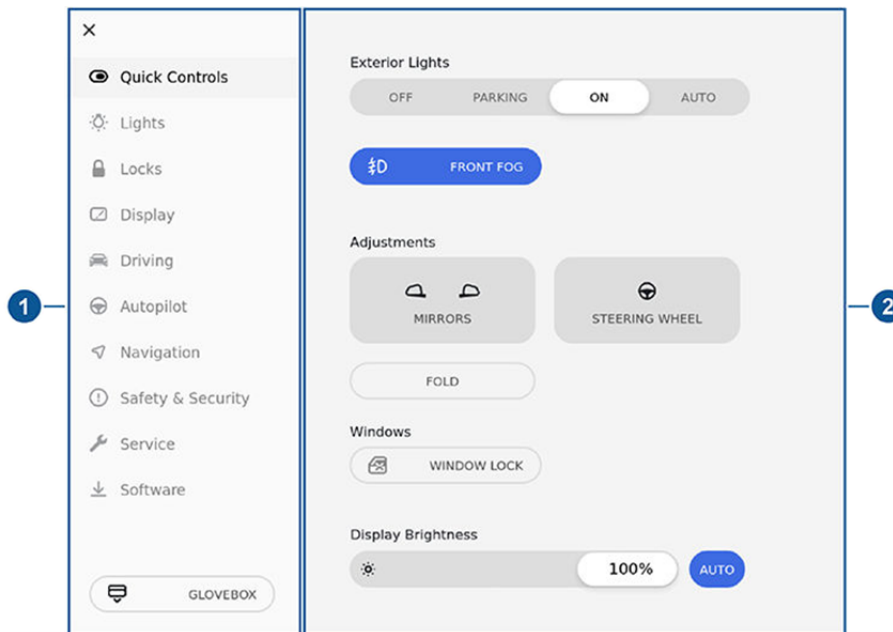 Quick Controls
Lights
Locks
Display
Driving
Autopilot
Navigation
Safety & Security
Service
Software
GLOVEBOX
1
Exterior Lights
OFF PARKING ON AUTO
FRONT FOG
Adjustments
MIRRORS STEERING WHEEL
FOLD
Windows
WINDOW LOCK
Display Brightness
100% AUTO
2